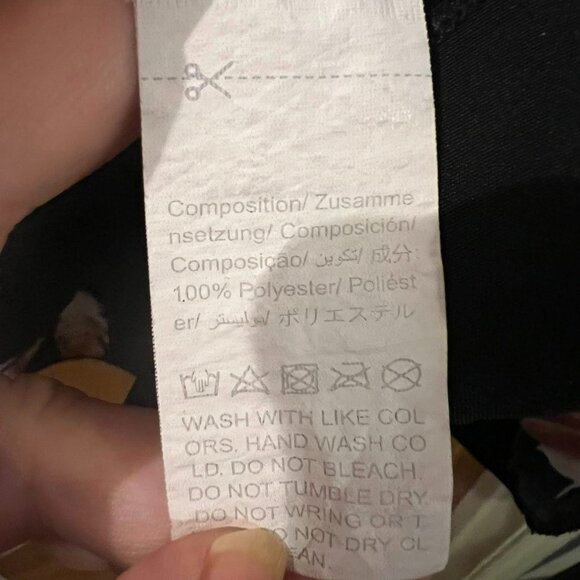 Composition/ Zusamme
nsetzung/ Composición/
Composição/ تكوين/ 成分
100% Polyester/ Poliést
er/ بوليستر/ ポリエステル
WASH WITH LIKE COL
ORS. HAND WASH CO
LD. DO NOT BLEACH.
DO NOT TUMBLE DRY.
DO NOT WRING OR T
NOT DRY CL
EAN.